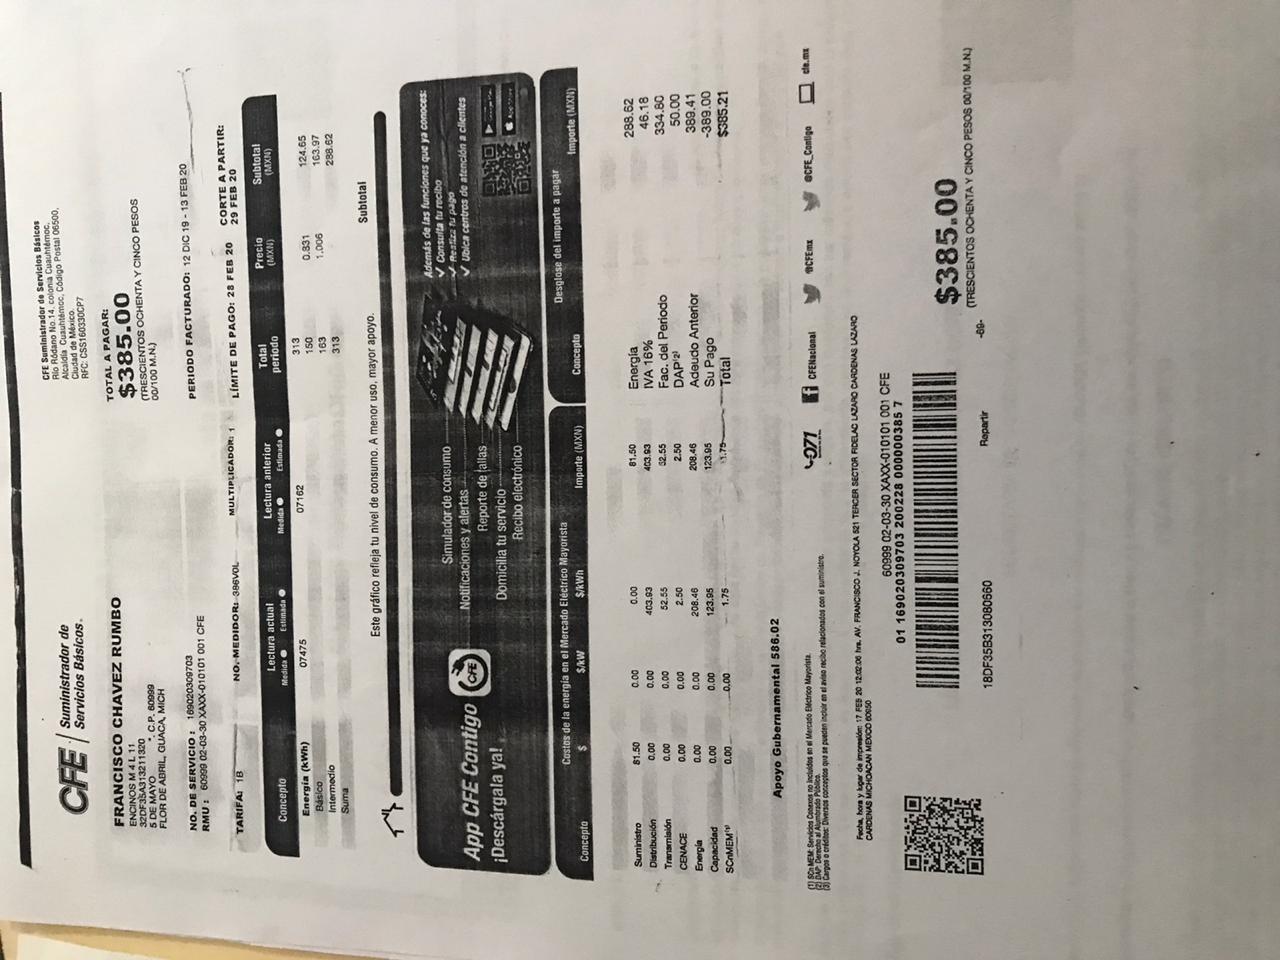 CFE
Suministrador de
Servicios Básicos.
CFE Suministrador de Servicios Básicos
Río Ródano No.14, colonia Cuauhtémoc,
Alcaldía Cuauhtémoc, Código Postal 06500,
Ciudad de México.
RFC: CSS160330CP7
FRANCISCO CHAVEZ RUMBO
ENCINOS M 4 L 11
32DF35A313211320
5 DE MAYO *, C.P. 60999
FLOR DE ABRIL, GUACA, MICH
TOTAL A PAGAR:
$385.00
(TRESCIENTOS OCHENTA Y CINCO PESOS
00/100 M.N.)
NO. DE SERVICIO : 169020309703
RMU : 60999 02-03-30 XAXX-010101 001 CFE
PERIODO FACTURADO: 12 DIC 19 - 13 FEB 20
TARIFA: 1B NO. MEDIDOR: 386V0L MULTIPLICADOR: 1 LÍMITE DE PAGO: 28 FEB 20 CORTE A PARTIR:
29 FEB 20
Concepto Lectura actual Lectura anterior Total Precio Subtotal
Medida Estimada Medida Estimada periodo (MXN) (MXN)
Energía (kWh) 07475 07162 313
Básico 150 0.831 124.65
Intermedio 163 1.006 163.97
Suma 313 288.62
Subtotal
Este gráfico refleja tu nivel de consumo. A menor uso, mayor apoyo.
App CFE Contigo
¡Descárgala ya!
CFE
Simulador de consumo
Notificaciones y alertas
Reporte de fallas
Domicilia tu servicio
Recibo electrónico
Además de las funciones que ya conoces:
✓ Consulta tu recibo
✓ Realiza tu pago
✓ Ubica centros de atención a clientes
Costos de la energía en el Mercado Eléctrico Mayorista
Concepto $ $/kW $/kWh Importe (MXN)
Suministro 81.50 0.00 0.00 81.50
Distribución 0.00 0.00 403.93 403.93
Transmisión 0.00 0.00 52.55 52.55
CENACE 0.00 0.00 2.50 2.50
Energía 0.00 0.00 208.46 208.46
Capacidad 0.00 0.00 123.95 123.95
SCnMEM(1) 0.00 0.00 1.75 1.75
Desglose del importe a pagar
Concepto Importe (MXN)
Energía 288.62
IVA 16% 46.18
Fac. del Periodo 334.80
DAP(2) 50.00
Adeudo Anterior 389.41
Su Pago -389.00
Total $385.21
Apoyo Gubernamental 586.02
071 CFENacional @CFEmx @CFE_Contigo cfe.mx
(1) SCnMEM: Servicios Conexos no incluidos en el Mercado Eléctrico Mayorista.
(2) DAP: Derecho al Alumbrado Público.
(3) Cargos o créditos: Diversos conceptos que se pueden incluir en el aviso recibo relacionados con el suministro.
Fecha, hora y lugar de impresión: 17 FEB 20 12:02:06 hrs. AV. FRANCISCO J. NOYOLA 521 TERCER SECTOR FIDELAC LAZARO CARDENAS LAZARO
CARDENAS MICHOACAN MEXICO 60950
60999 02-03-30 XAXX-010101 001 CFE
01 169020309703 200228 000000385 7
$385.00
(TRESCIENTOS OCHENTA Y CINCO PESOS 00/100 M.N.)
18DF35B313080560
Repartir
-89-